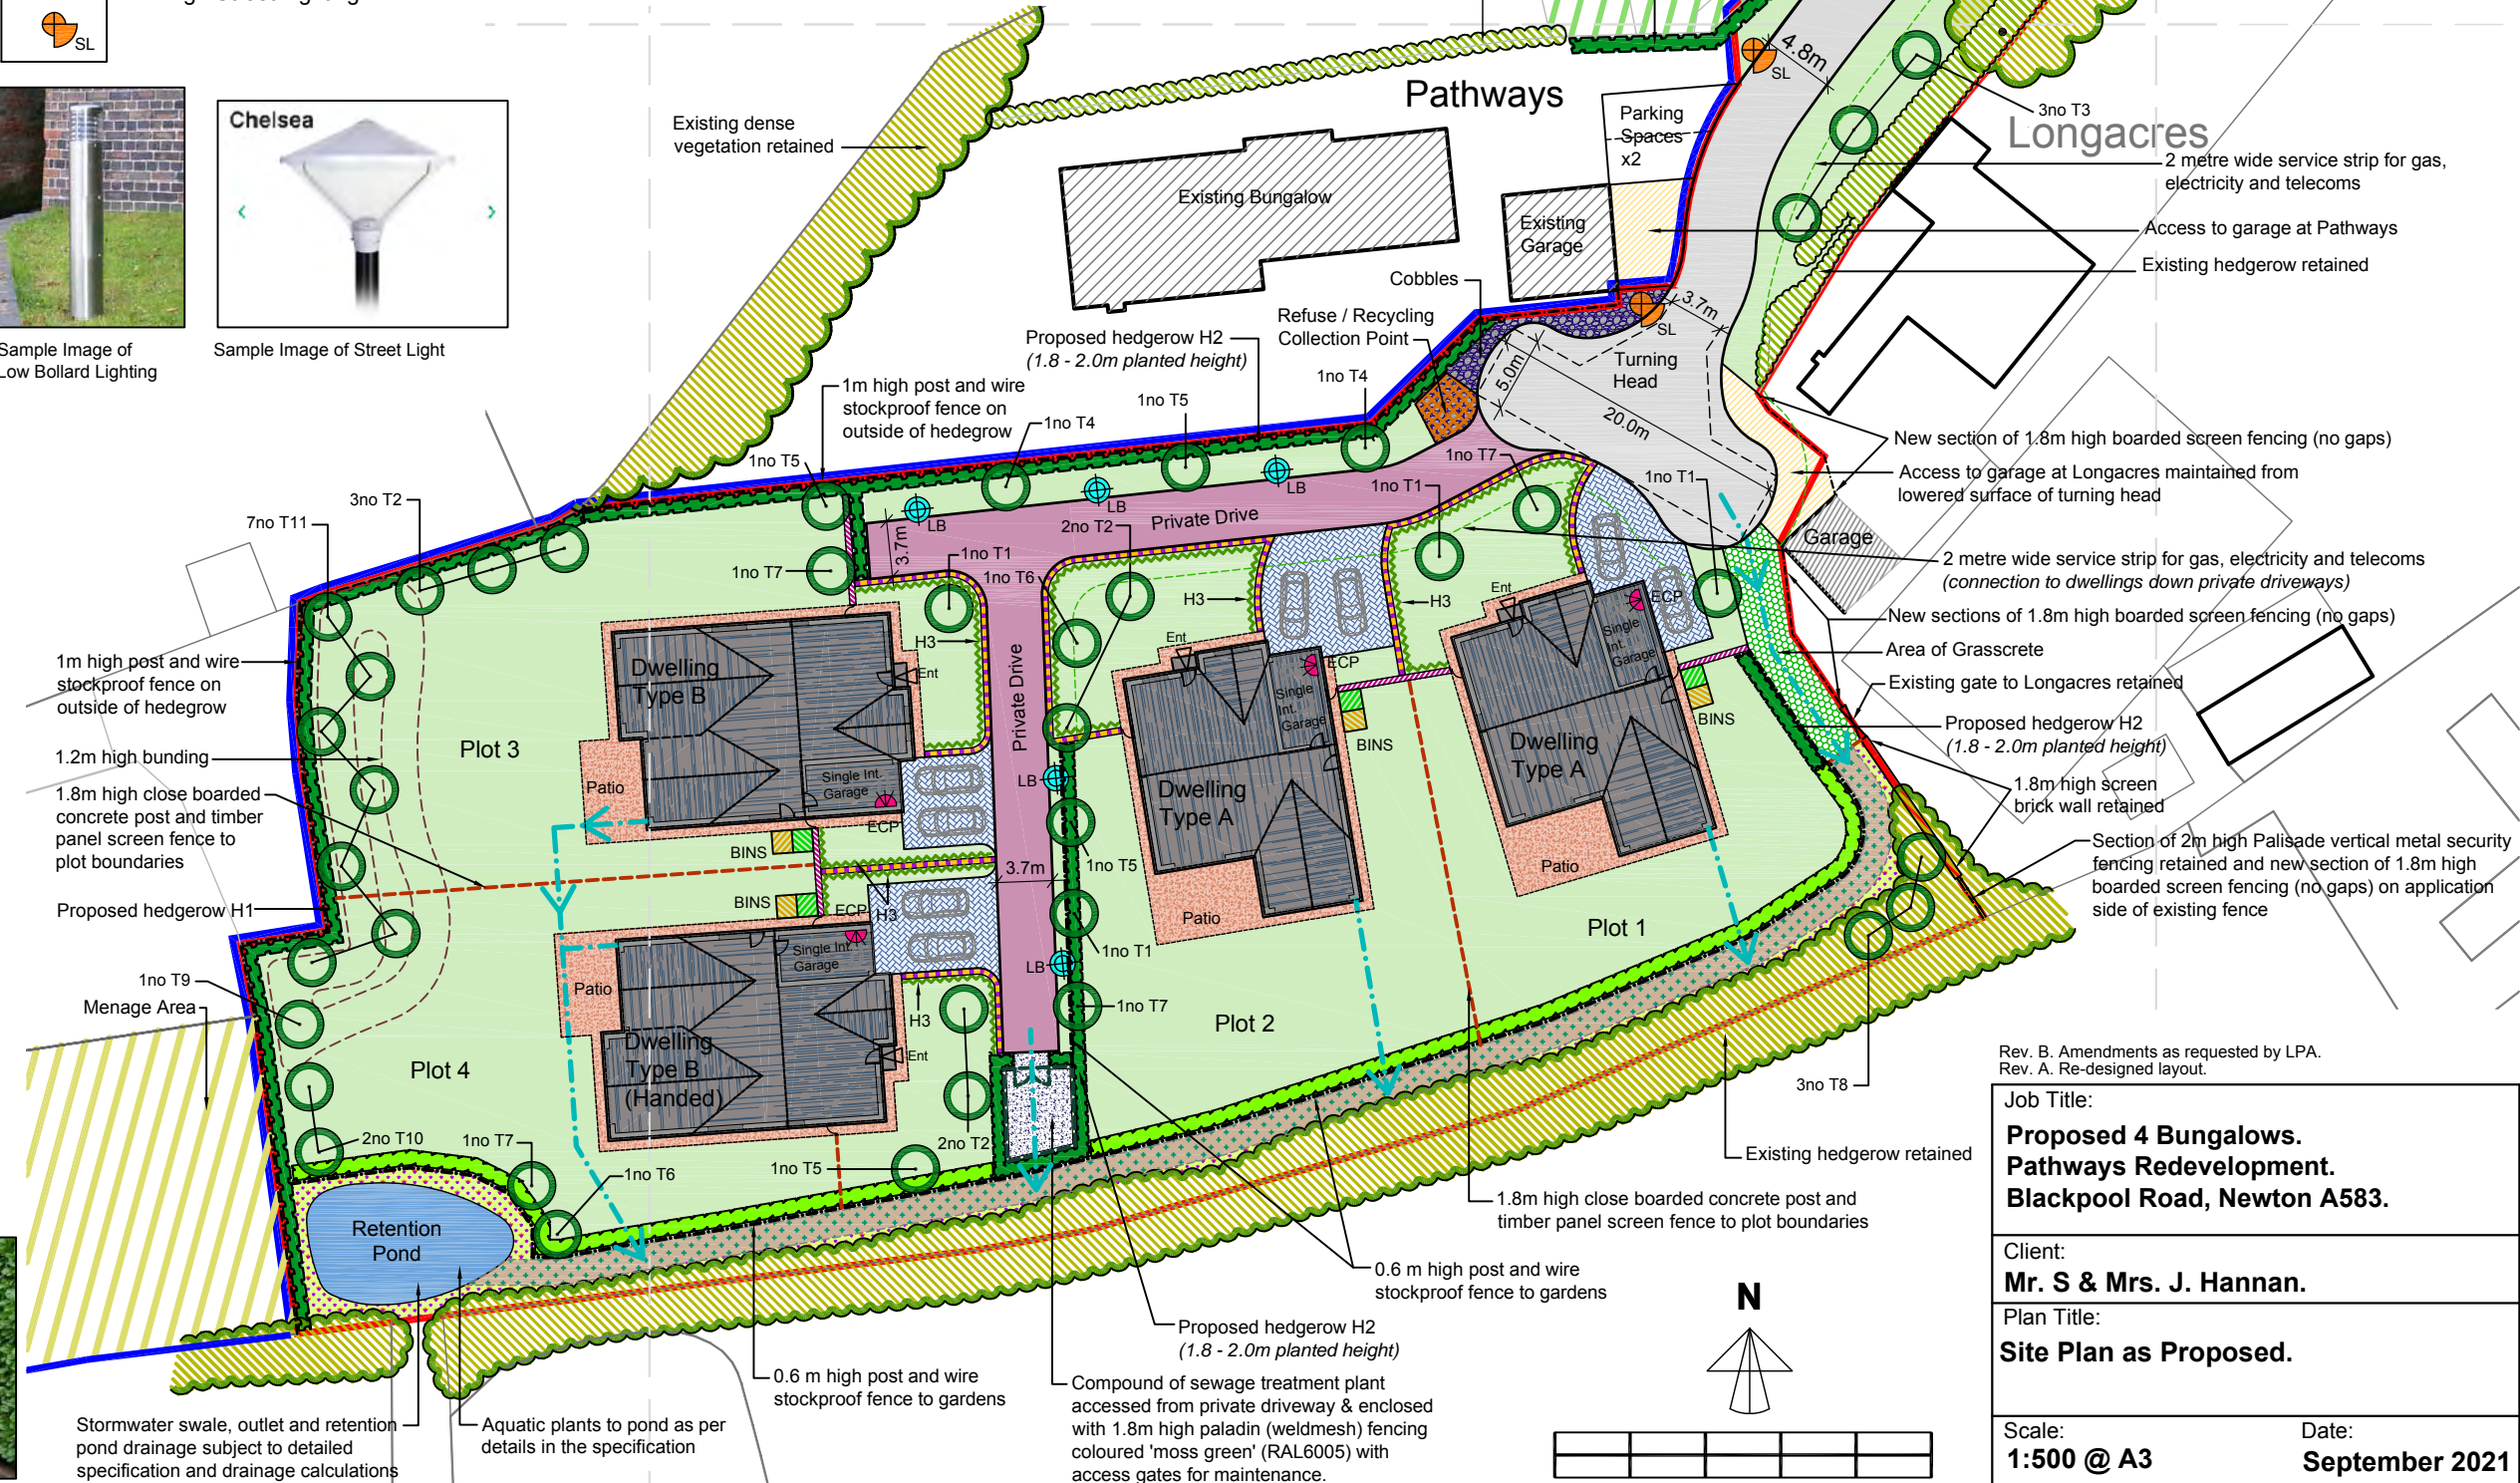 SL
Chelsea
Sample Image of
Low Bollard Lighting
Sample Image of Street Light
Existing dense
vegetation retained
Pathways
Parking
Spaces
x2
SL
4.8m
3no T3
Longacres
2 metre wide service strip for gas,
electricity and telecoms
Existing Bungalow
Existing
Garage
Access to garage at Pathways
Existing hedgerow retained
Cobbles
Refuse / Recycling
Collection Point
Proposed hedgerow H2
(1.8 - 2.0m planted height)
SL
3.7m
Turning
Head
5.0m
20.0m
1m high post and wire
stockproof fence on
outside of hedegrow
1no T4
1no T5
1no T4
1no T5
1no T7
1no T1
1no T1
New section of 1.8m high boarded screen fencing (no gaps)
Access to garage at Longacres maintained from
lowered surface of turning head
Garage
3no T2
7no T11
LB
LB
LB
Private Drive
3.7m
2no T2
1no T1
1no T6
1no T7
2 metre wide service strip for gas, electricity and telecoms
(connection to dwellings down private driveways)
New sections of 1.8m high boarded screen fencing (no gaps)
Area of Grasscrete
Existing gate to Longacres retained
Proposed hedgerow H2
(1.8 - 2.0m planted height)
1.8m high screen
brick wall retained
Section of 2m high Palisade vertical metal security
fencing retained and new section of 1.8m high
boarded screen fencing (no gaps) on application
side of existing fence
H3
H3
H3
Ent
Ent
Ent
ECP
ECP
Single
Int.
Garage
Single
Int.
Garage
BINS
BINS
Dwelling
Type A
Dwelling
Type A
Patio
Patio
Plot 1
Plot 2
1m high post and wire
stockproof fence on
outside of hedegrow
1.2m high bunding
1.8m high close boarded
concrete post and timber
panel screen fence to
plot boundaries
Proposed hedgerow H1
Plot 3
Dwelling
Type B
Patio
Single Int.
Garage
ECP
BINS
Private Drive
LB
3.7m
1no T5
1no T1
LB
1no T7
BINS
ECP
H3
Single Int.
Garage
Patio
H3
Ent
Dwelling
Type B
(Handed)
Plot 4
1no T9
Menage Area
2no T10
1no T7
1no T6
1no T5
2no T2
Retention
Pond
3no T8
Existing hedgerow retained
1.8m high close boarded concrete post and
timber panel screen fence to plot boundaries
0.6 m high post and wire
stockproof fence to gardens
Proposed hedgerow H2
(1.8 - 2.0m planted height)
0.6 m high post and wire
stockproof fence to gardens
Compound of sewage treatment plant
accessed from private driveway & enclosed
with 1.8m high paladin (weldmesh) fencing
coloured 'moss green' (RAL6005) with
access gates for maintenance.
Stormwater swale, outlet and retention
pond drainage subject to detailed
specification and drainage calculations
Aquatic plants to pond as per
details in the specification
N
Rev. B. Amendments as requested by LPA.
Rev. A. Re-designed layout.
Job Title:
Proposed 4 Bungalows.
Pathways Redevelopment.
Blackpool Road, Newton A583.
Client:
Mr. S & Mrs. J. Hannan.
Plan Title:
Site Plan as Proposed.
Scale:
1:500 @ A3
Date:
September 2021